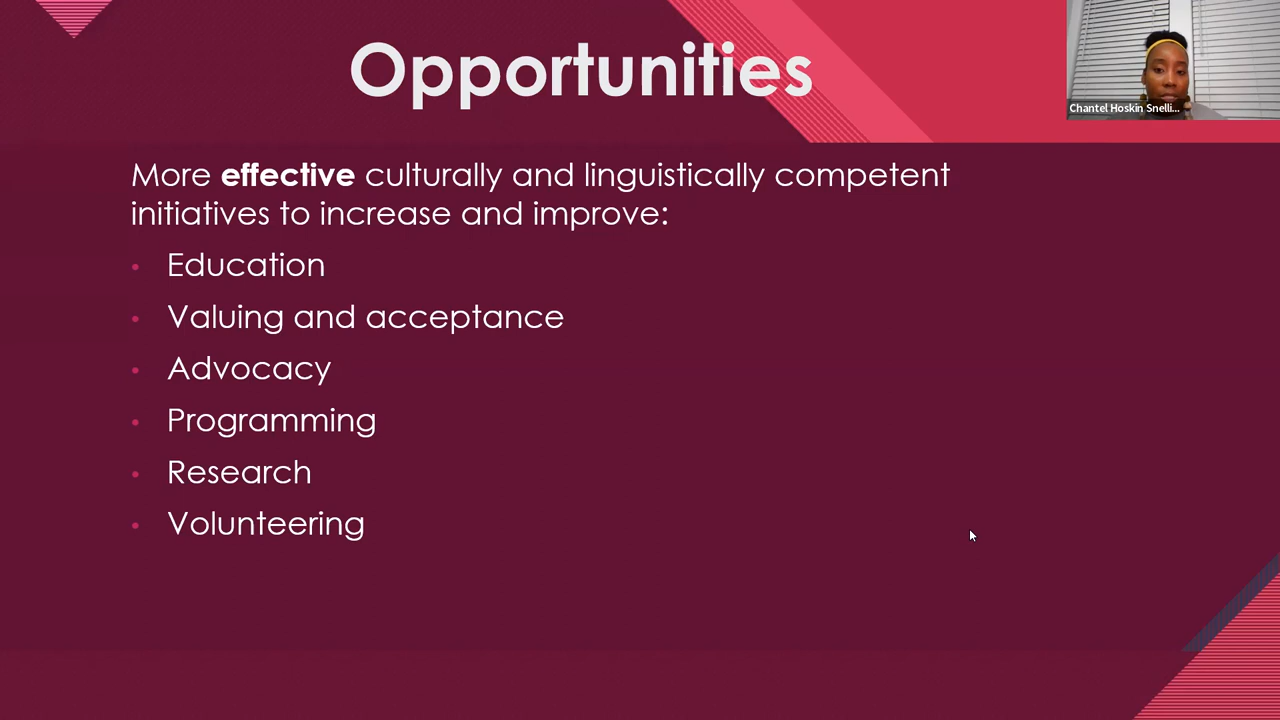 Opportunities
Chantel Hoskin Snelli...
More effective culturally and linguistically competent
initiatives to increase and improve:
• Education
• Valuing and acceptance
• Advocacy
• Programming
• Research
• Volunteering